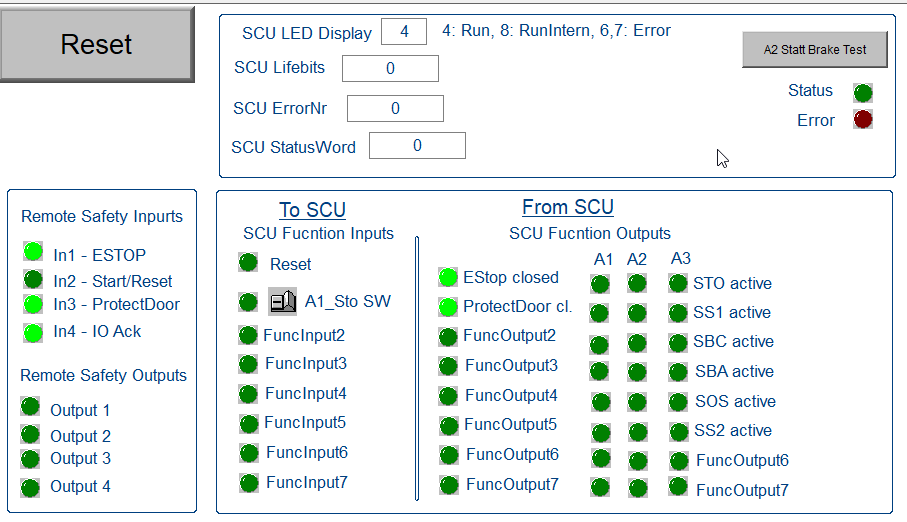 Reset
SCU LED Display 4 4: Run, 8: RunIntern, 6,7: Error
SCU Lifebits 0
SCU ErrorNr 0
SCU StatusWord 0
A2 Statt Brake Test
Status
Error
Remote Safety Inpurts
In1 - ESTOP
In2 - Start/Reset
In3 - ProtectDoor
In4 - IO Ack
Remote Safety Outputs
Output 1
Output 2
Output 3
Output 4
To SCU
SCU Fucntion Inputs
Reset
A1_Sto SW
FuncInput2
FuncInput3
FuncInput4
FuncInput5
FuncInput6
FuncInput7
From SCU
SCU Fucntion Outputs
EStop closed
ProtectDoor cl.
FuncOutput2
FuncOutput3
FuncOutput4
FuncOutput5
FuncOutput6
FuncOutput7
A1 A2 A3
STO active
SS1 active
SBC active
SBA active
SOS active
SS2 active
FuncOutput6
FuncOutput7